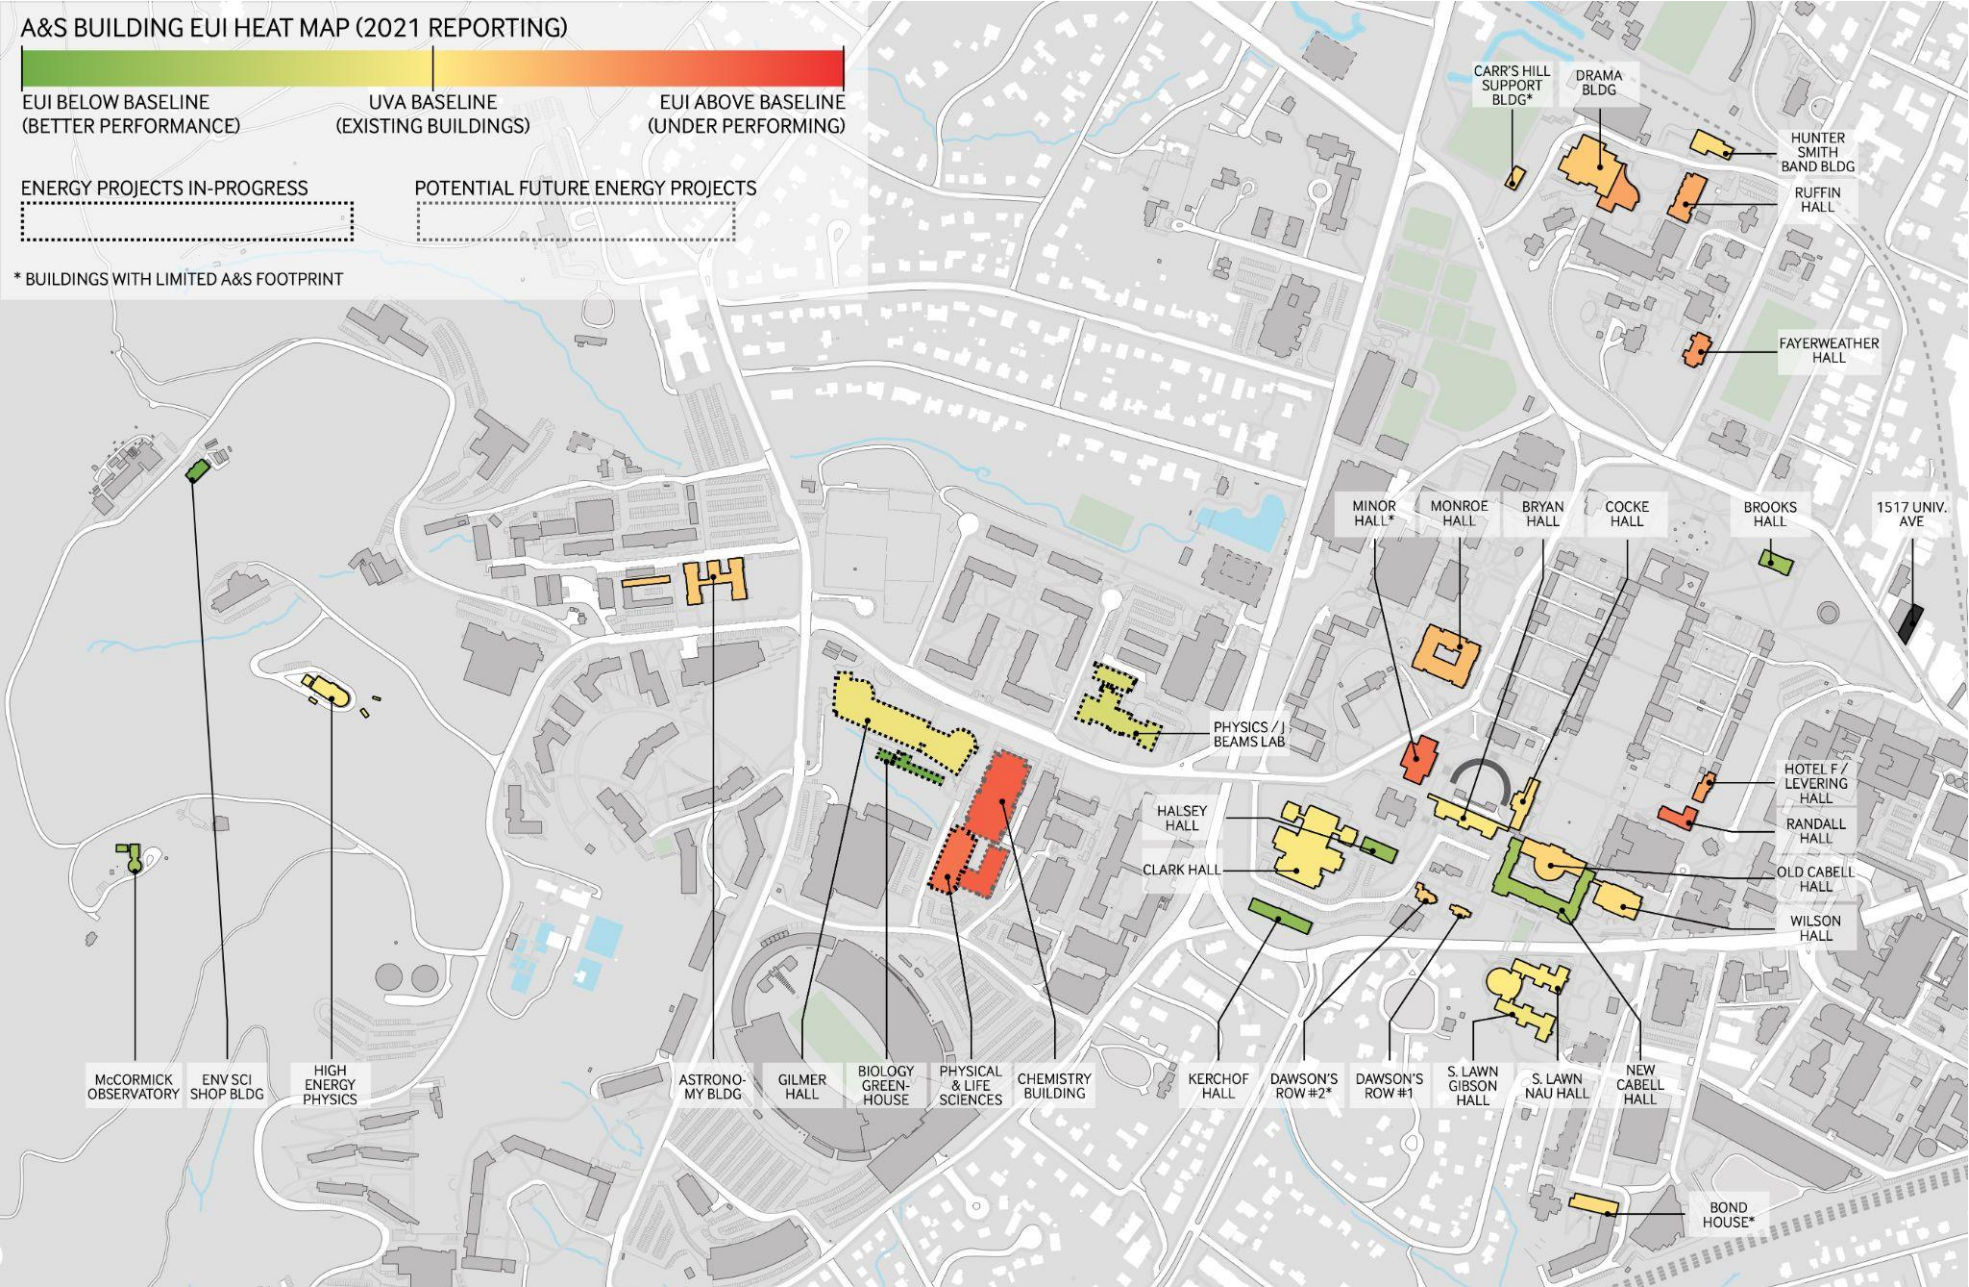 A&S BUILDING EUI HEAT MAP (2021 REPORTING)
EUI BELOW BASELINE
(BETTER PERFORMANCE)
UVA BASELINE
(EXISTING BUILDINGS)
EUI ABOVE BASELINE
(UNDER PERFORMING)
ENERGY PROJECTS IN-PROGRESS
POTENTIAL FUTURE ENERGY PROJECTS
* BUILDINGS WITH LIMITED A&S FOOTPRINT
CARR'S HILL
SUPPORT
BLDG*
DRAMA
BLDG
HUNTER
SMITH
BAND BLDG
RUFFIN
HALL
FAYERWEATHER
HALL
MINOR
HALL*
MONROE
HALL
BRYAN
HALL
COCKE
HALL
BROOKS
HALL
1517 UNIV.
AVE
PHYSICS / J
BEAMS LAB
HALSEY
HALL
CLARK HALL
HOTEL F /
LEVERING
HALL
RANDALL
HALL
OLD CABELL
HALL
WILSON
HALL
McCORMICK
OBSERVATORY
ENV SCI
SHOP BLDG
HIGH
ENERGY
PHYSICS
ASTRONO-
MY BLDG
GILMER
HALL
BIOLOGY
GREEN-
HOUSE
PHYSICAL
& LIFE
SCIENCES
CHEMISTRY
BUILDING
KERCHOF
HALL
DAWSON'S
ROW #2*
DAWSON'S
ROW #1
S. LAWN
GIBSON
HALL
S. LAWN
NAU HALL
NEW
CABELL
HALL
BOND
HOUSE*